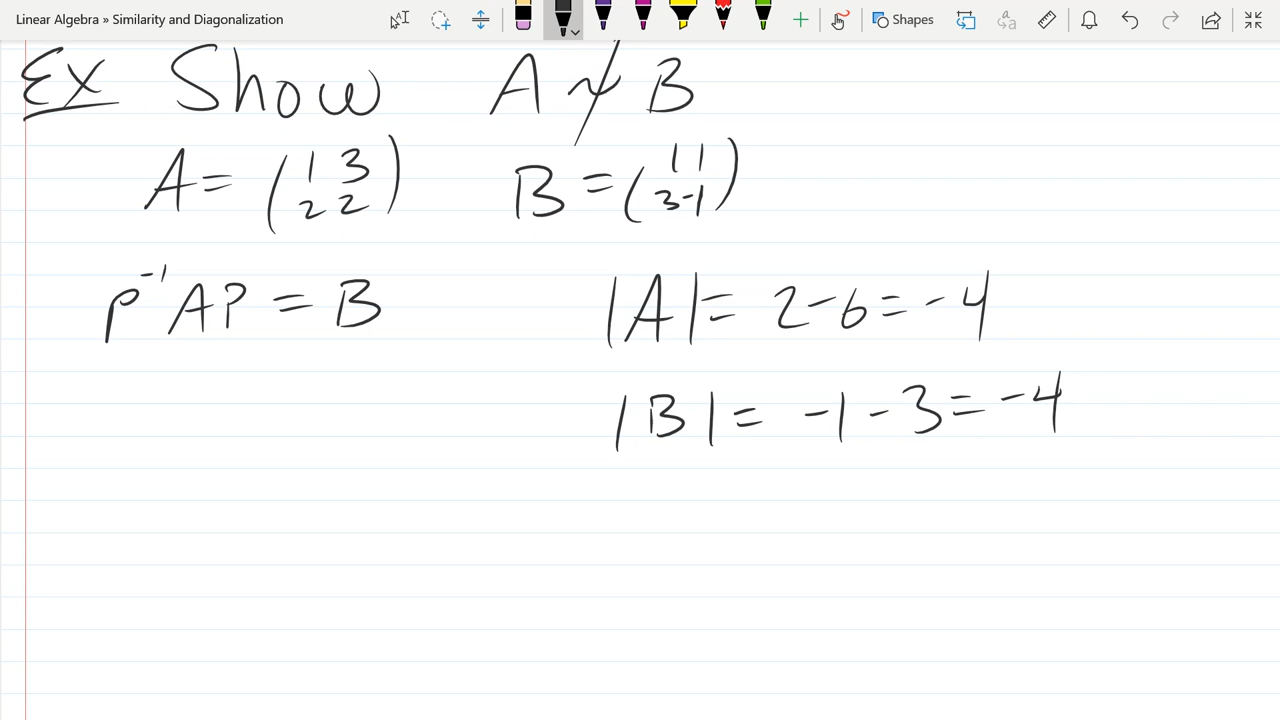 Linear Algebra » Similarity and Diagonalization Shapes
Ex Show A ≁ B
A = (1 3
2 2) B = (1 1
3 -1)
P⁻¹AP = B |A| = 2 - 6 = -4
|B| = -1 - 3 = -4